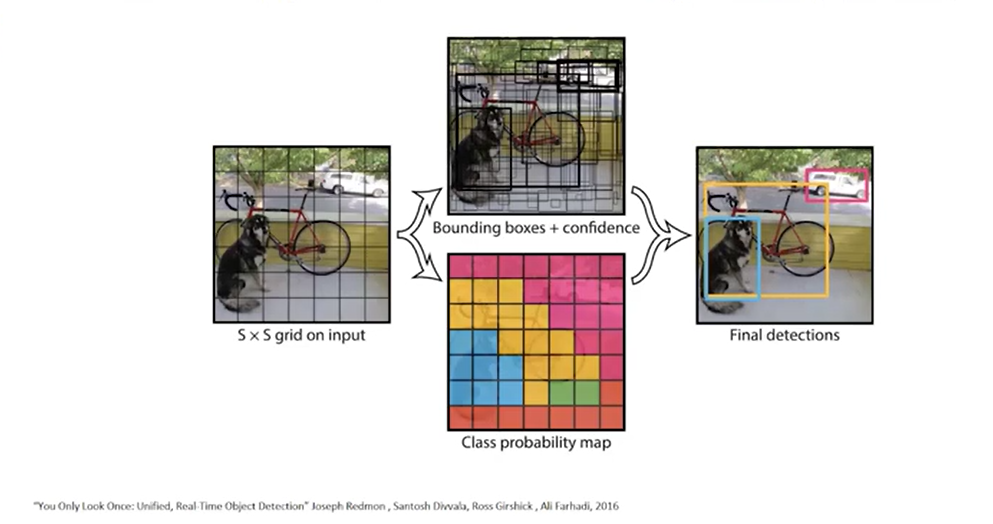 S × S grid on input
Bounding boxes + confidence
Class probability map
Final detections
"You Only Look Once: Unified, Real-Time Object Detection" Joseph Redmon , Santosh Divvala, Ross Girshick , Ali Farhadi, 2016